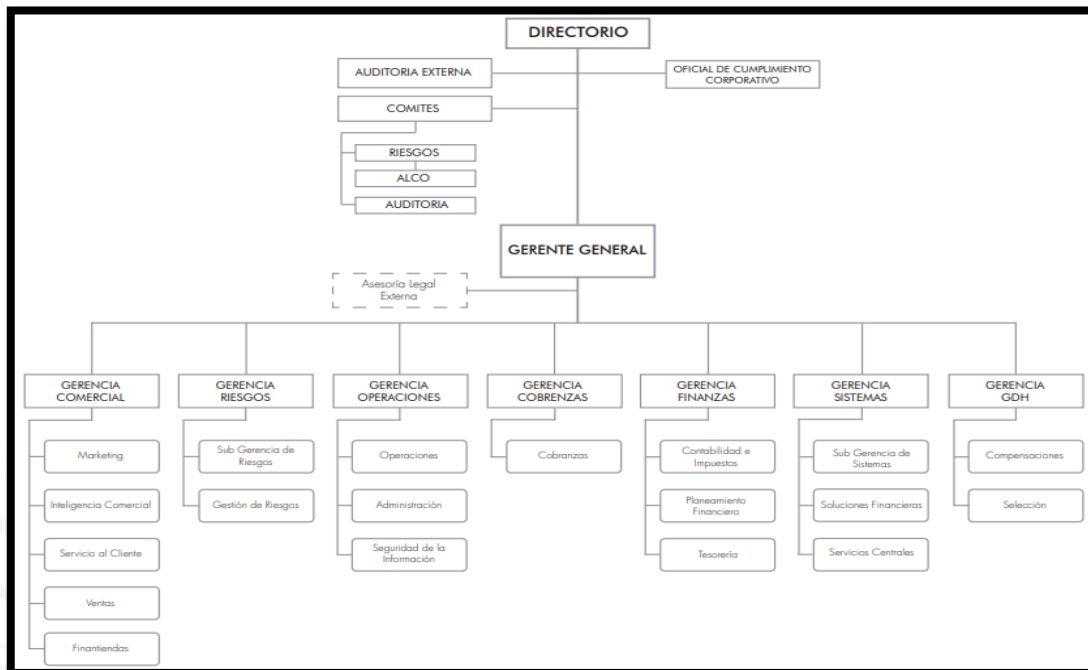 DIRECTORIO
AUDITORIA EXTERNA
OFICIAL DE CUMPLIMIENTO
CORPORATIVO
COMITES
RIESGOS
ALCO
AUDITORIA
GERENTE GENERAL
Asesoría Legal
Externa
GERENCIA
COMERCIAL
GERENCIA
RIESGOS
GERENCIA
OPERACIONES
GERENCIA
COBRENZAS
GERENCIA
FINANZAS
GERENCIA
SISTEMAS
GERENCIA
GDH
Marketing
Inteligencia Comercial
Servicio al Cliente
Ventas
Finantiendas
Sub Gerencia de
Riesgos
Gestión de Riesgos
Operaciones
Administración
Seguridad de la
Información
Cobranzas
Contabilidad e
Impuestos
Planeamiento
Financiero
Tesorería
Sub Gerencia de
Sistemas
Soluciones Financieras
Servicios Centrales
Compensaciones
Selección